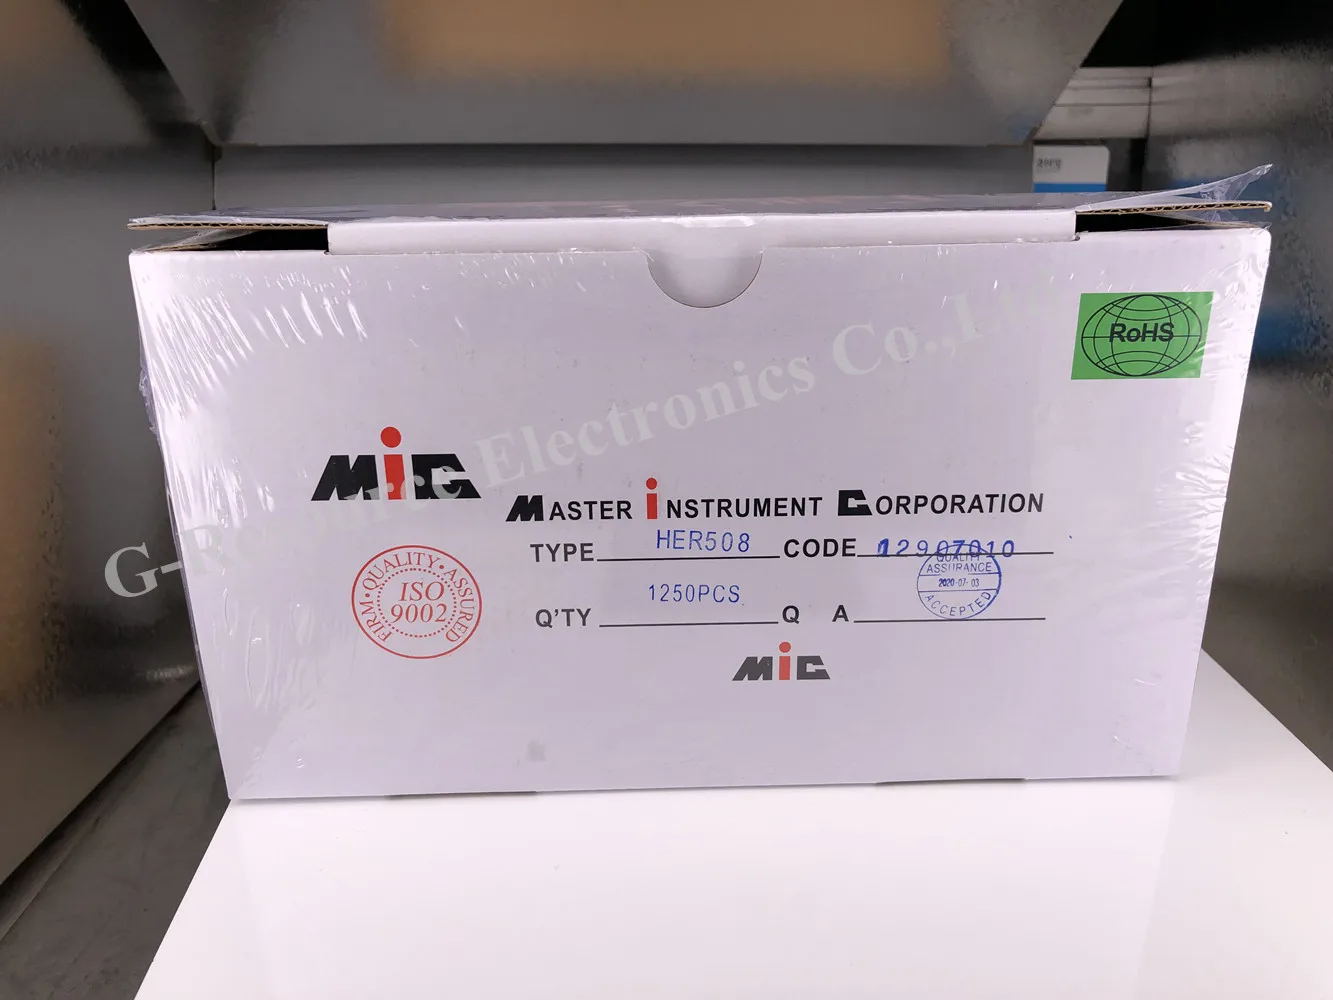 RoHS
MiC
MASTER iNSTRUMENT CORPORATION
TYPE HER508 CODE 12907010
FIRM · QUALITY · ASSURED
ISO
9002
QUALITY
ASSURANCE
2020-07-03
ACCEPTED
Q'TY 1250PCS Q A
MiC
G-Resource Electronics Co.,Ltd